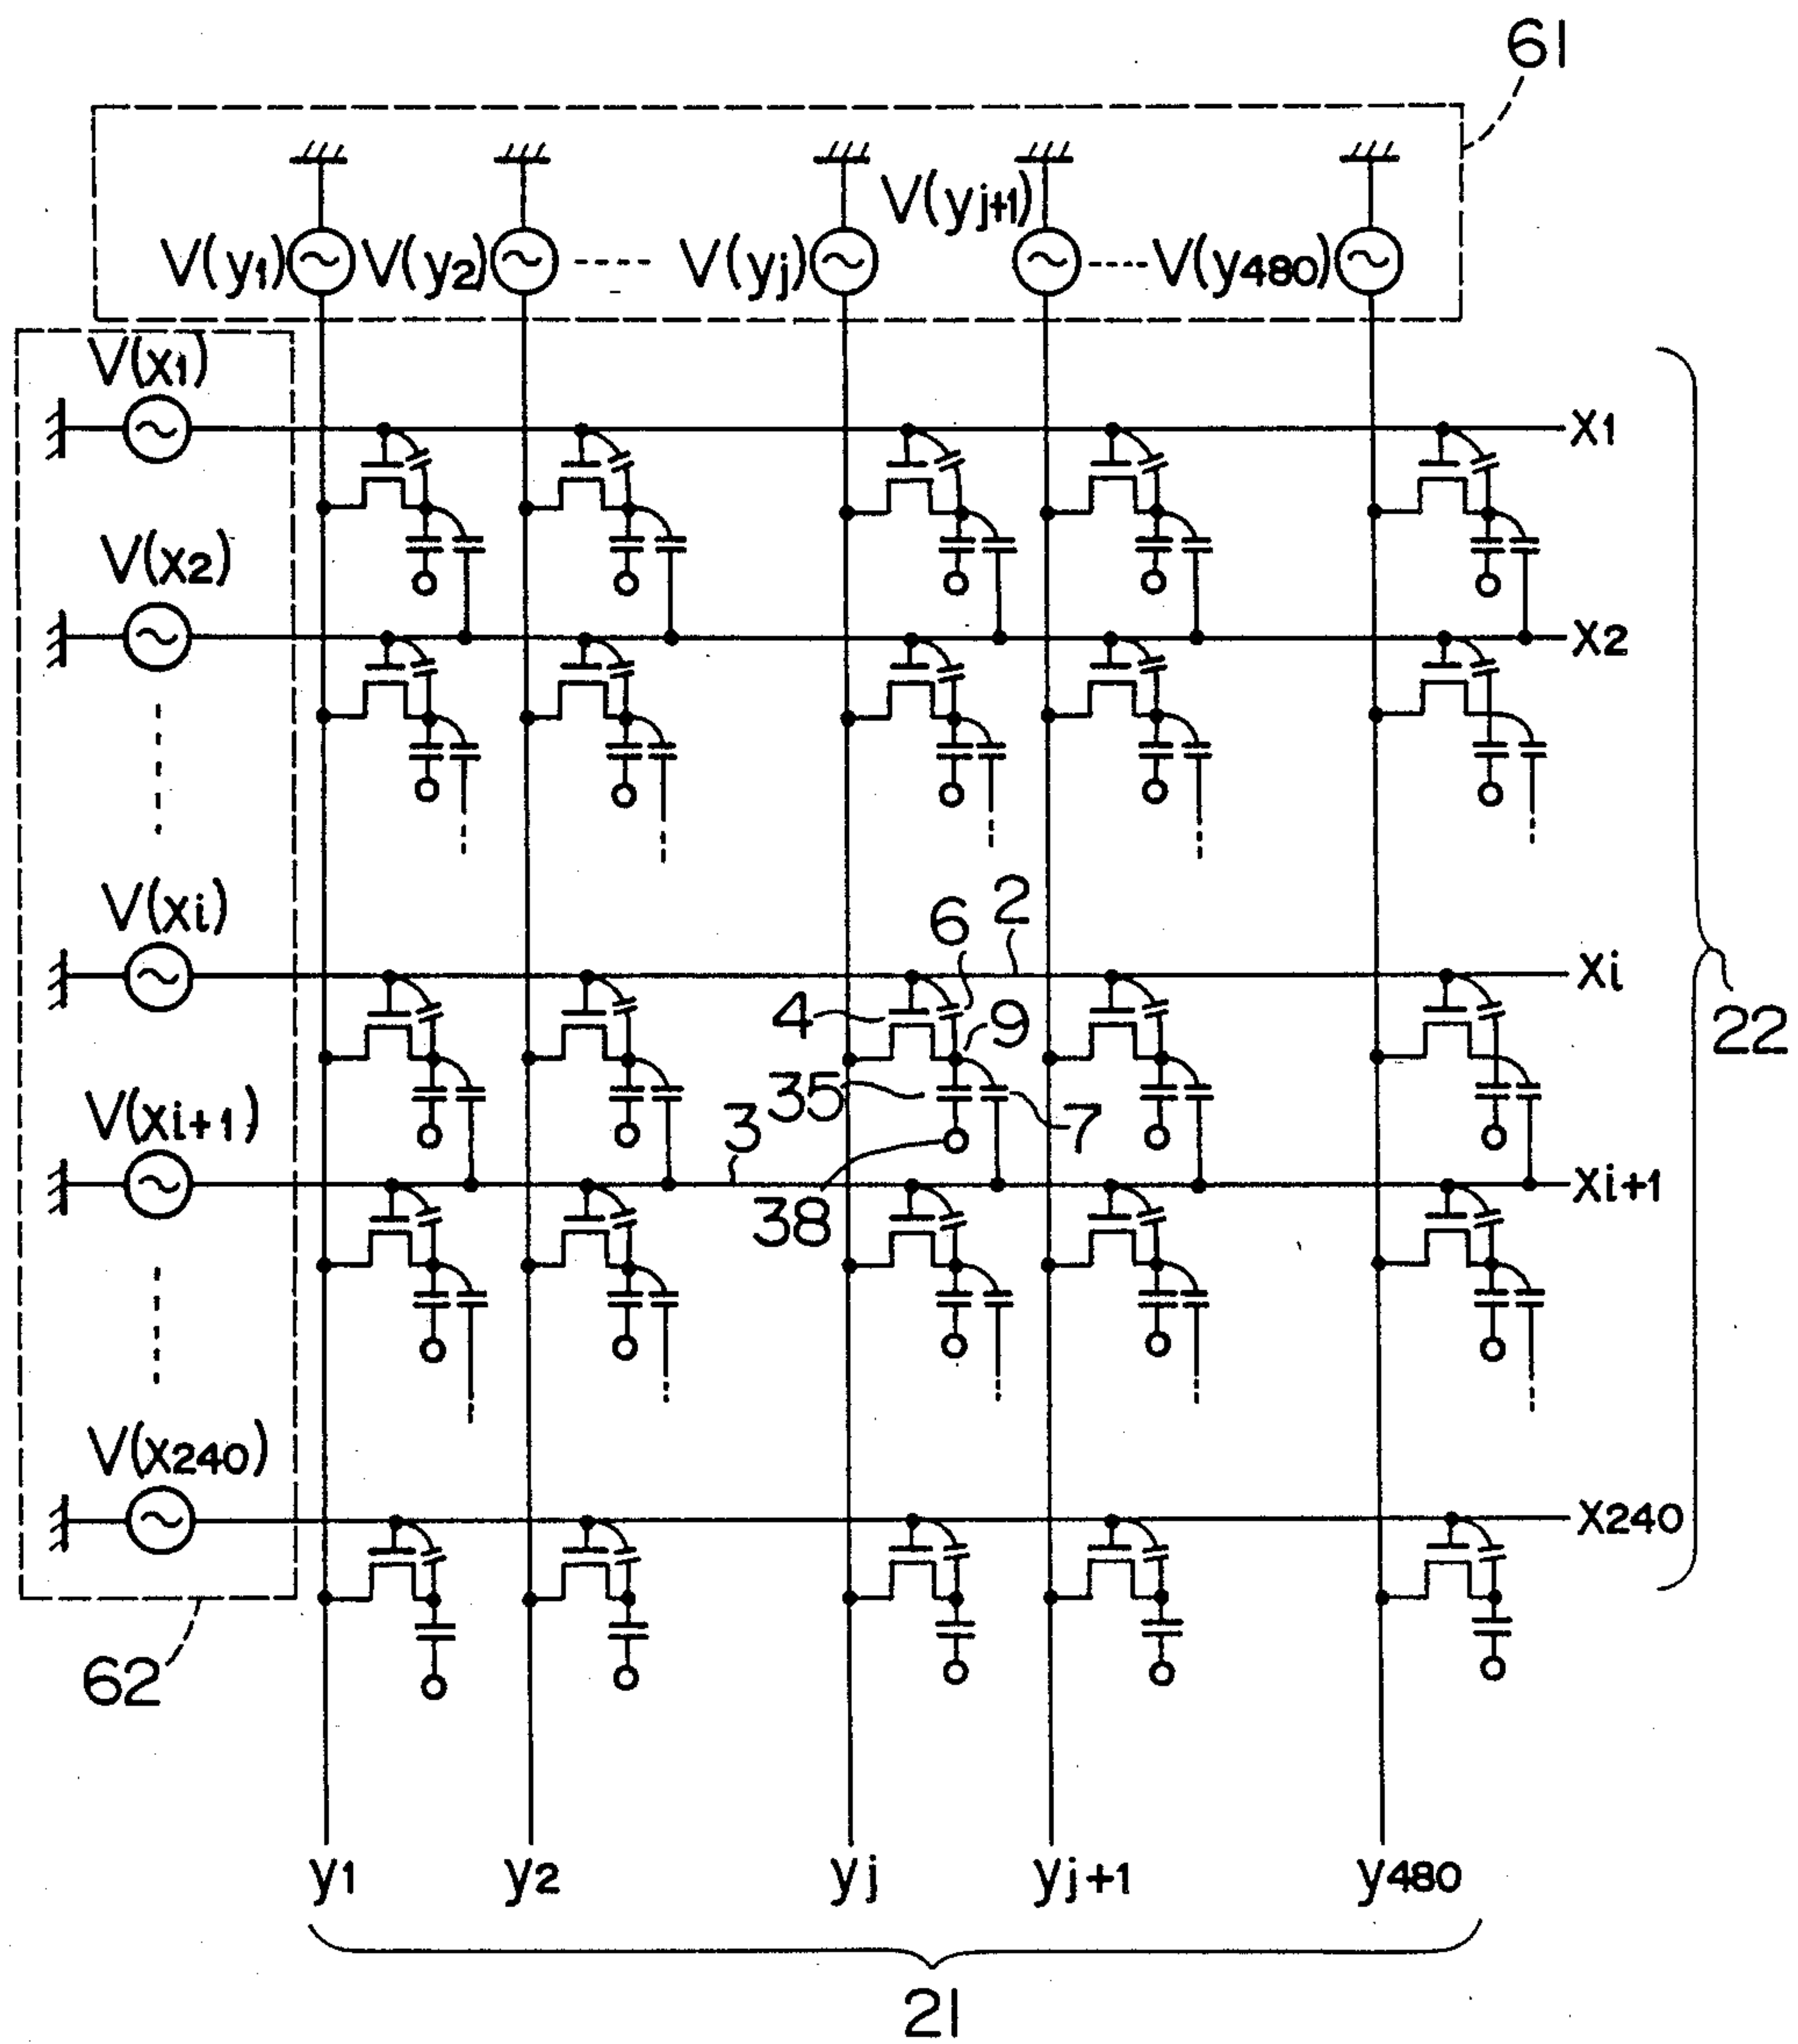 61
V(yj+1)
V(y1) V(y2) V(yj) V(y480)
V(x1)
X1
V(x2)
X2
V(xi)
6 2
Xi
4 9
22
V(xi+1)
35 7
3
Xi+1
38
V(x240)
X240
62
y1 y2 yj yj+1 y480
21